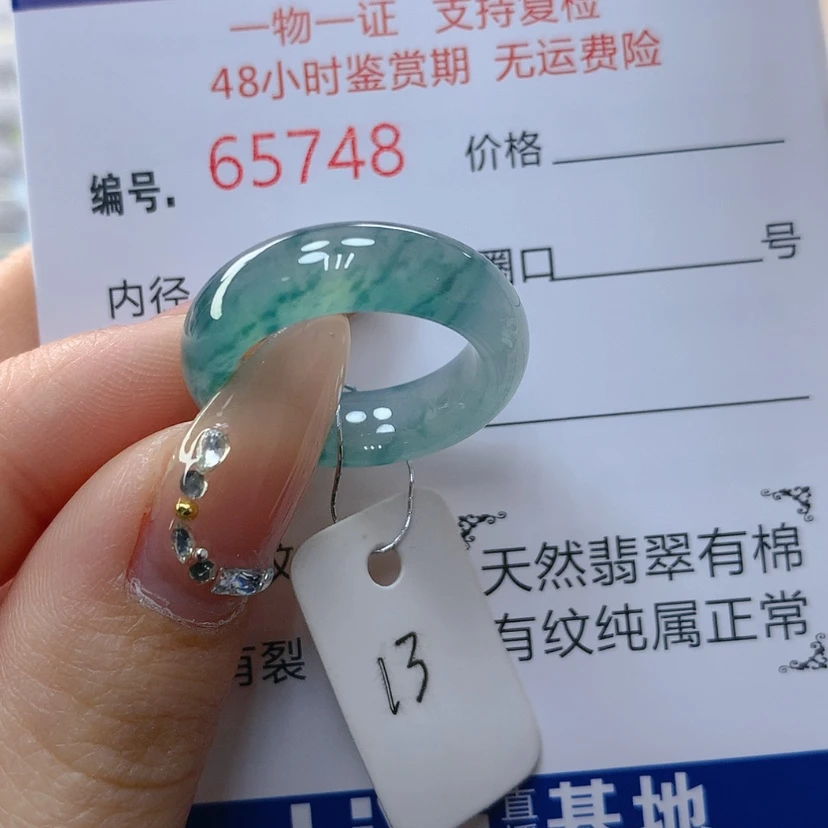 一物一证 支持复检
48小时鉴赏期 无运费险
编号. 65748 价格
内径 圈口 号
天然翡翠有棉
有纹纯属正常
有裂
13
直播 基地